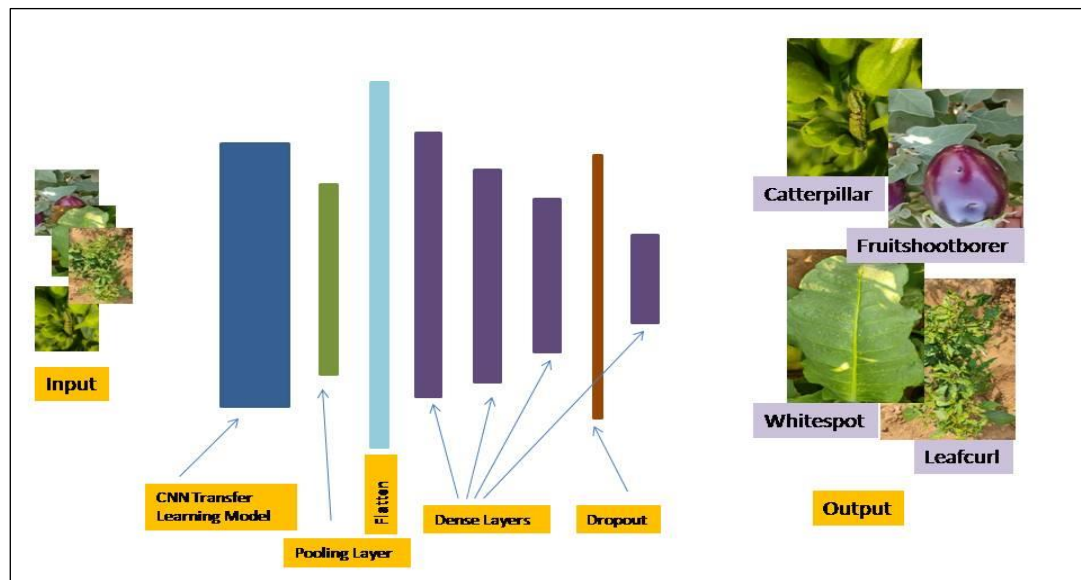 Input
CNN Transfer
Learning Model
Pooling Layer
Flatten
Dense Layers
Dropout
Catterpillar
Fruitshootborer
Whitespot
Leafcurl
Output